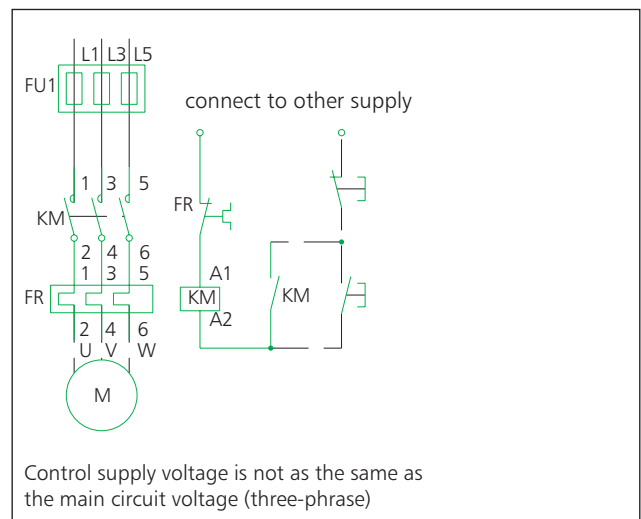 L1 L3 L5
FU1
connect to other supply
1 3 5
FR
KM
2 4 6
1 3 5
A1
FR
KM
KM
A2
2 4 6
U V W
M
Control supply voltage is not as the same as
the main circuit voltage (three-phrase)